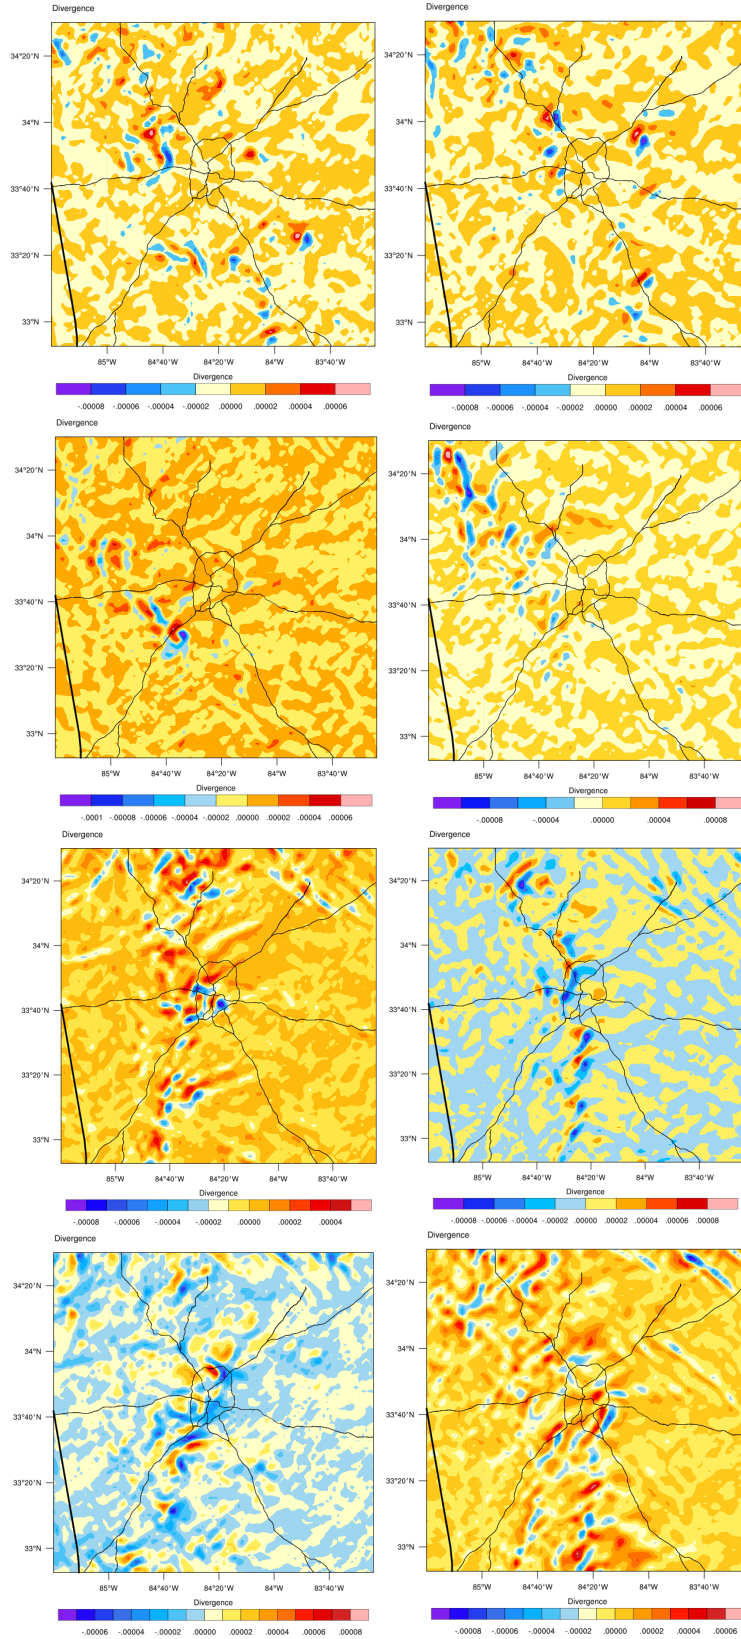 Divergence
34°20'N
34°N
33°40'N
33°20'N
33°N
85°W 84°40'W 84°20'W 84°W 83°40'W
Divergence
-.00008 -.00006 -.00004 -.00002 .00000 .00002 .00004 .00006
Divergence
34°20'N
34°N
33°40'N
33°20'N
33°N
85°W 84°40'W 84°20'W 84°W 83°40'W
Divergence
-.00008 -.00006 -.00004 -.00002 .00000 .00002 .00004 .00006
Divergence
34°20'N
34°N
33°40'N
33°20'N
33°N
85°W 84°40'W 84°20'W 84°W 83°40'W
Divergence
-.0001 -.00008 -.00006 -.00004 -.00002 .00000 .00002 .00004 .00006
Divergence
34°20'N
34°N
33°40'N
33°20'N
33°N
85°W 84°40'W 84°20'W 84°W 83°40'W
Divergence
-.00008 -.00004 .00000 .00004 .00008
Divergence
34°20'N
34°N
33°40'N
33°20'N
33°N
85°W 84°40'W 84°20'W 84°W 83°40'W
Divergence
-.00008 -.00006 -.00004 -.00002 .00000 .00002 .00004
Divergence
34°20'N
34°N
33°40'N
33°20'N
33°N
85°W 84°40'W 84°20'W 84°W 83°40'W
Divergence
-.00008 -.00006 -.00004 -.00002 .00000 .00002 .00004 .00006 .00008
Divergence
34°20'N
34°N
33°40'N
33°20'N
33°N
85°W 84°40'W 84°20'W 84°W 83°40'W
Divergence
-.00006 -.00004 -.00002 .00000 .00002 .00004 .00006 .00008
Divergence
34°20'N
34°N
33°40'N
33°20'N
33°N
85°W 84°40'W 84°20'W 84°W 83°40'W
Divergence
-.00008 -.00006 -.00004 -.00002 .00000 .00002 .00004 .00006